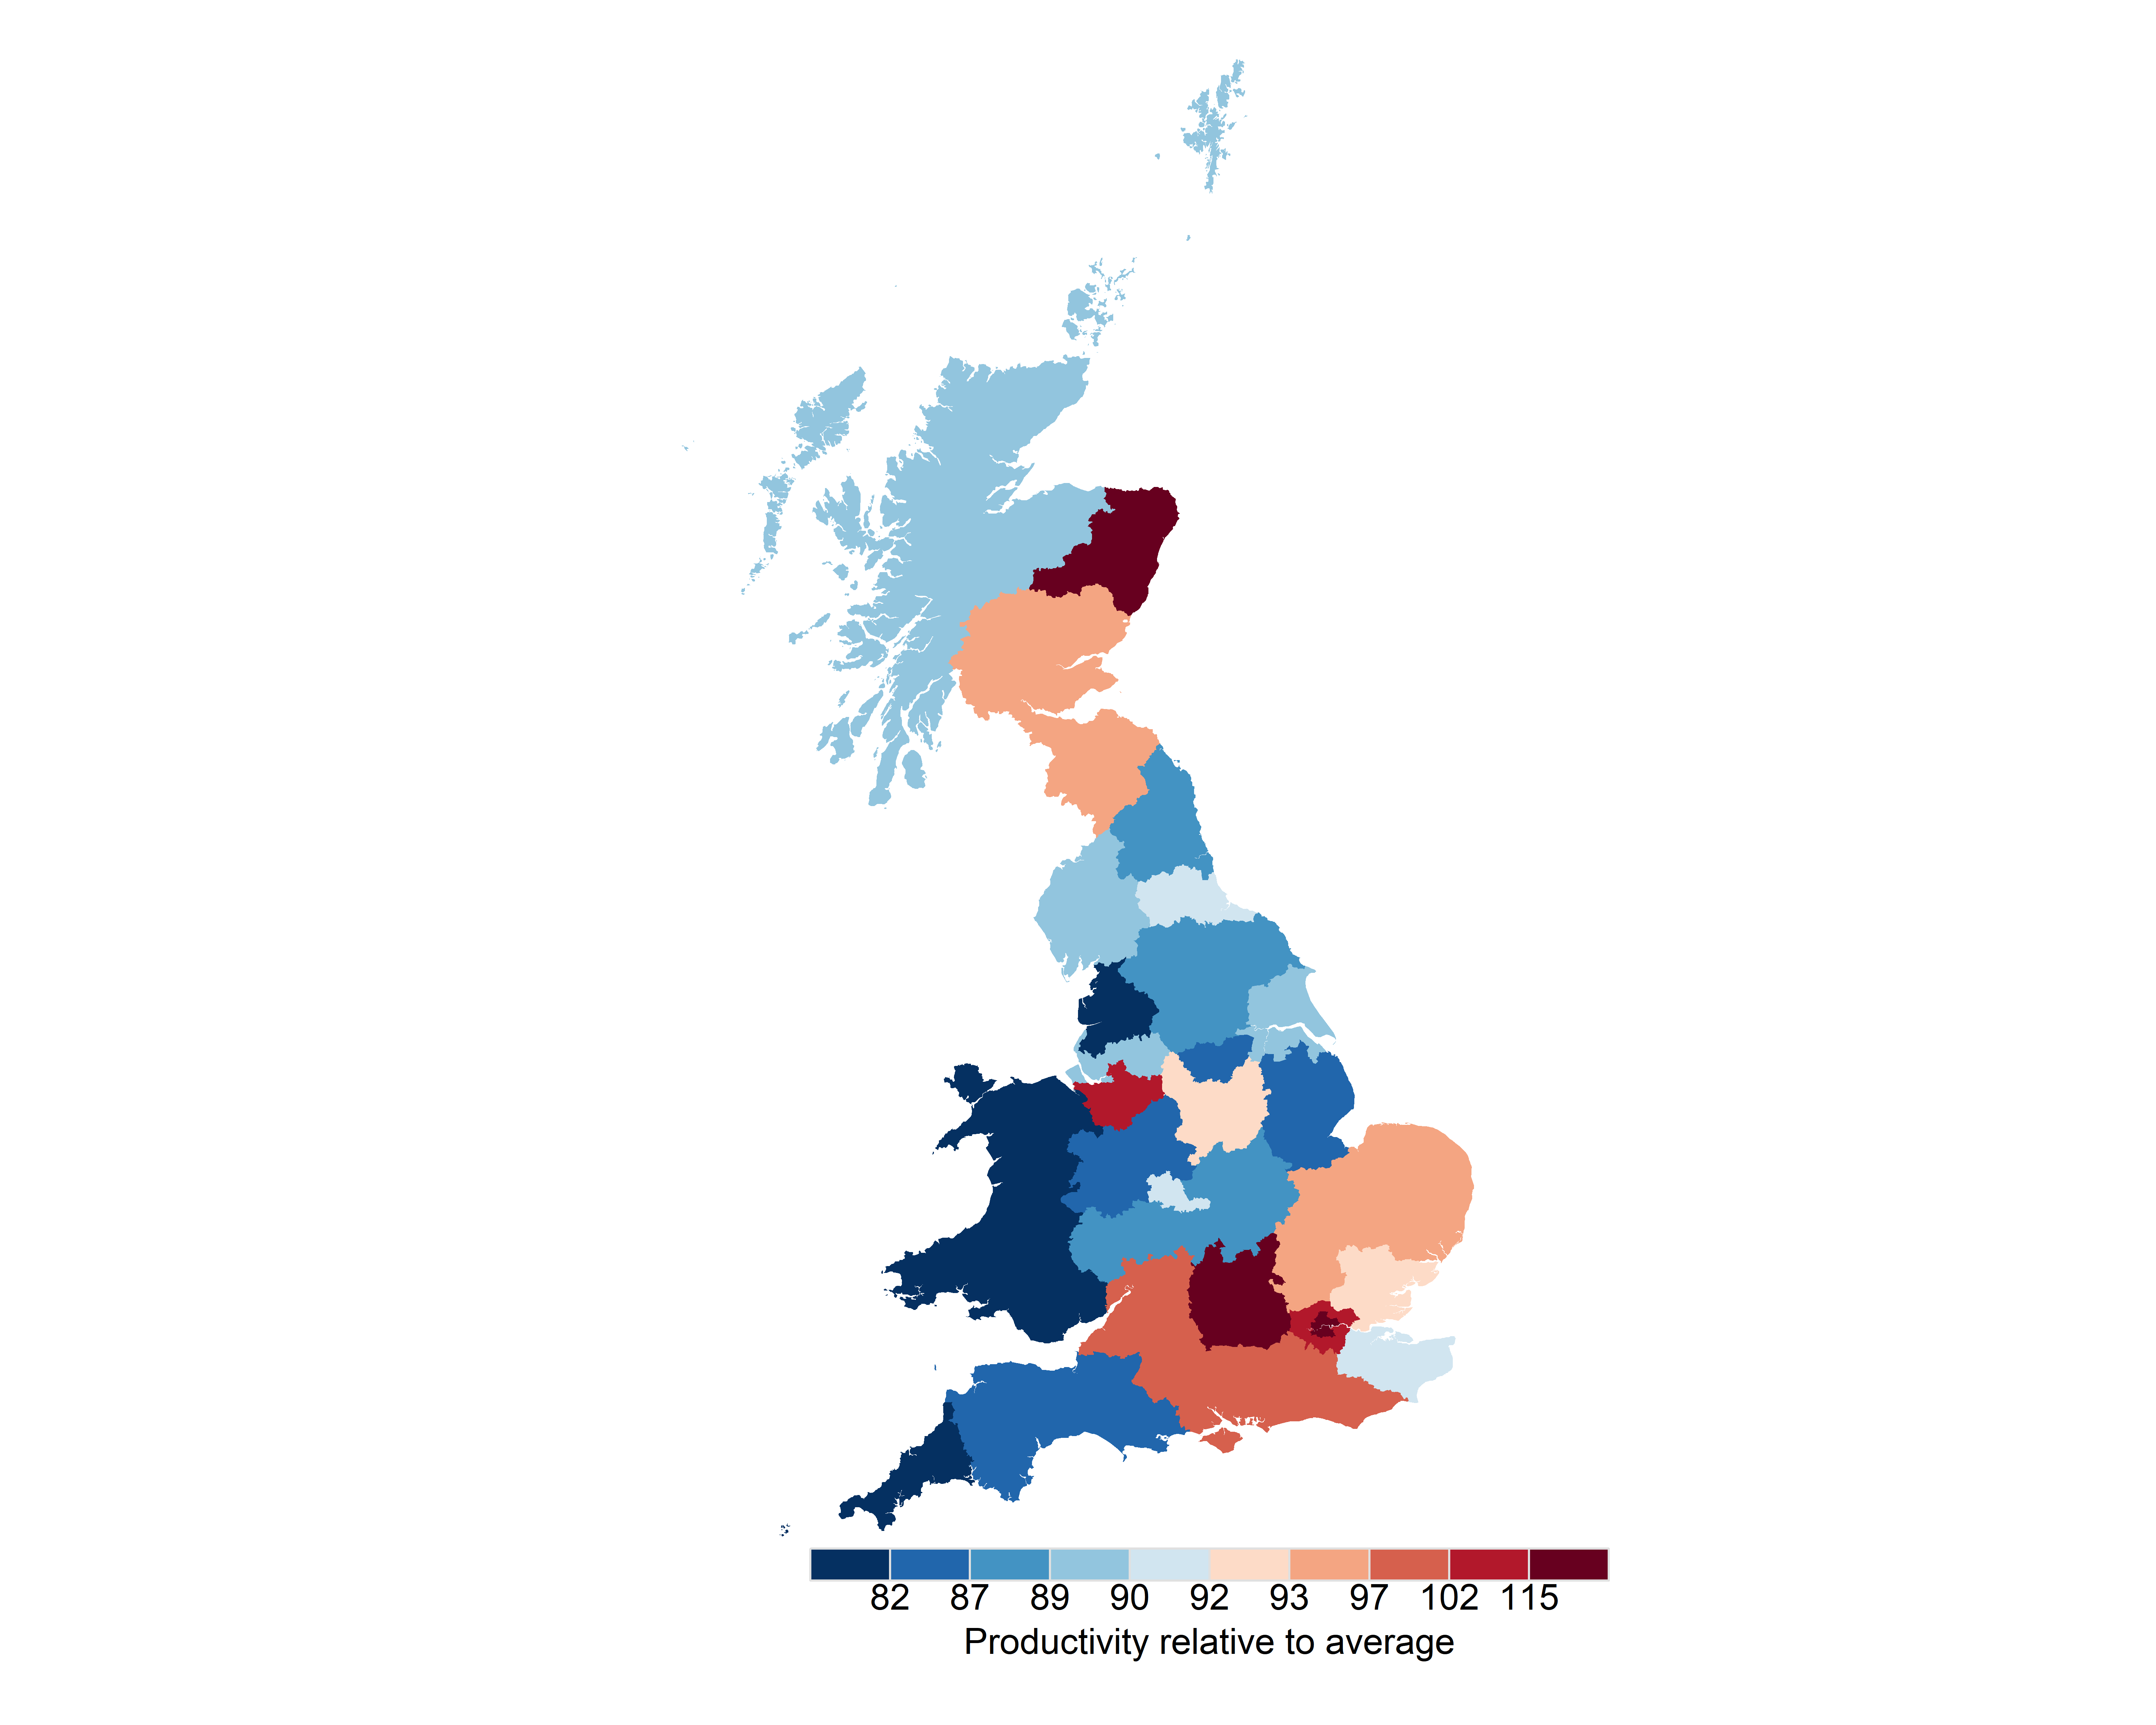 82 87 89 90 92 93 97 102 115
Productivity relative to average